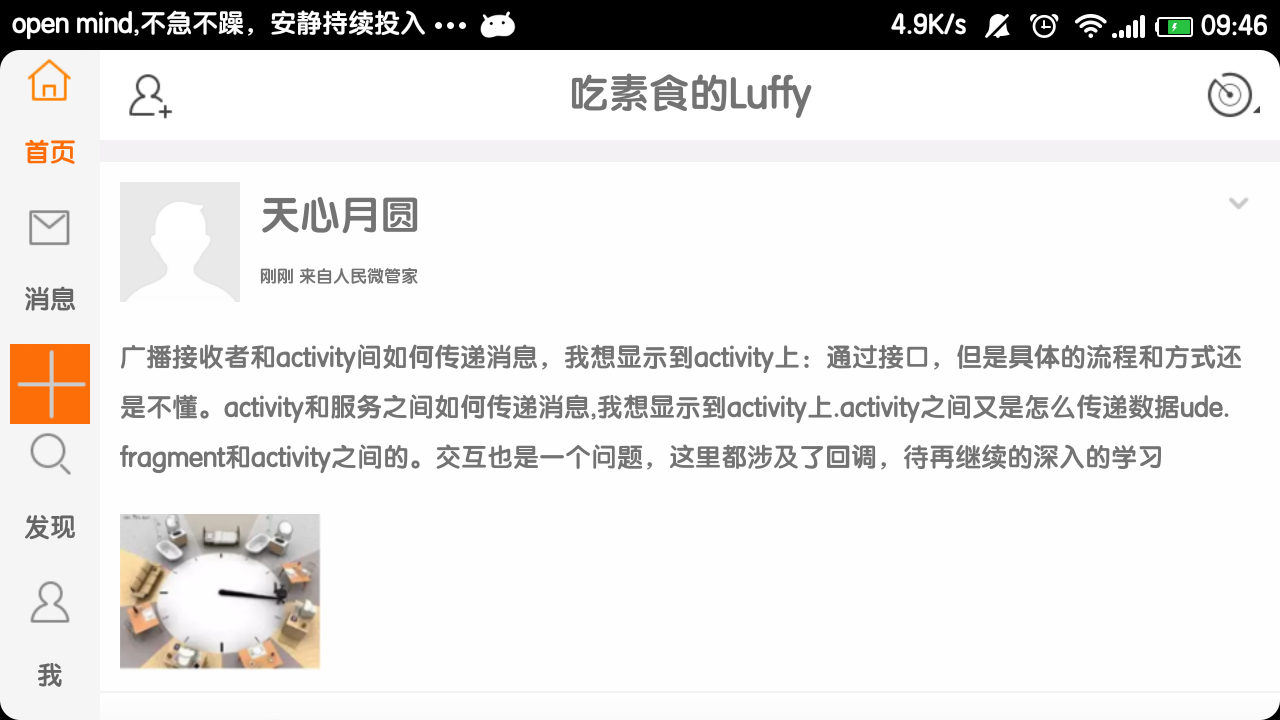 open mind,不急不躁，安静持续投入 •••
4.9K/s
09:46
首页
消息
发现
我
吃素食的Luffy
天心月圆
刚刚 来自人民微管家
广播接收者和activity间如何传递消息，我想显示到activity上：通过接口，但是具体的流程和方式还
是不懂。activity和服务之间如何传递消息,我想显示到activity上.activity之间又是怎么传递数据ude.
fragment和activity之间的。交互也是一个问题，这里都涉及了回调，待再继续的深入的学习